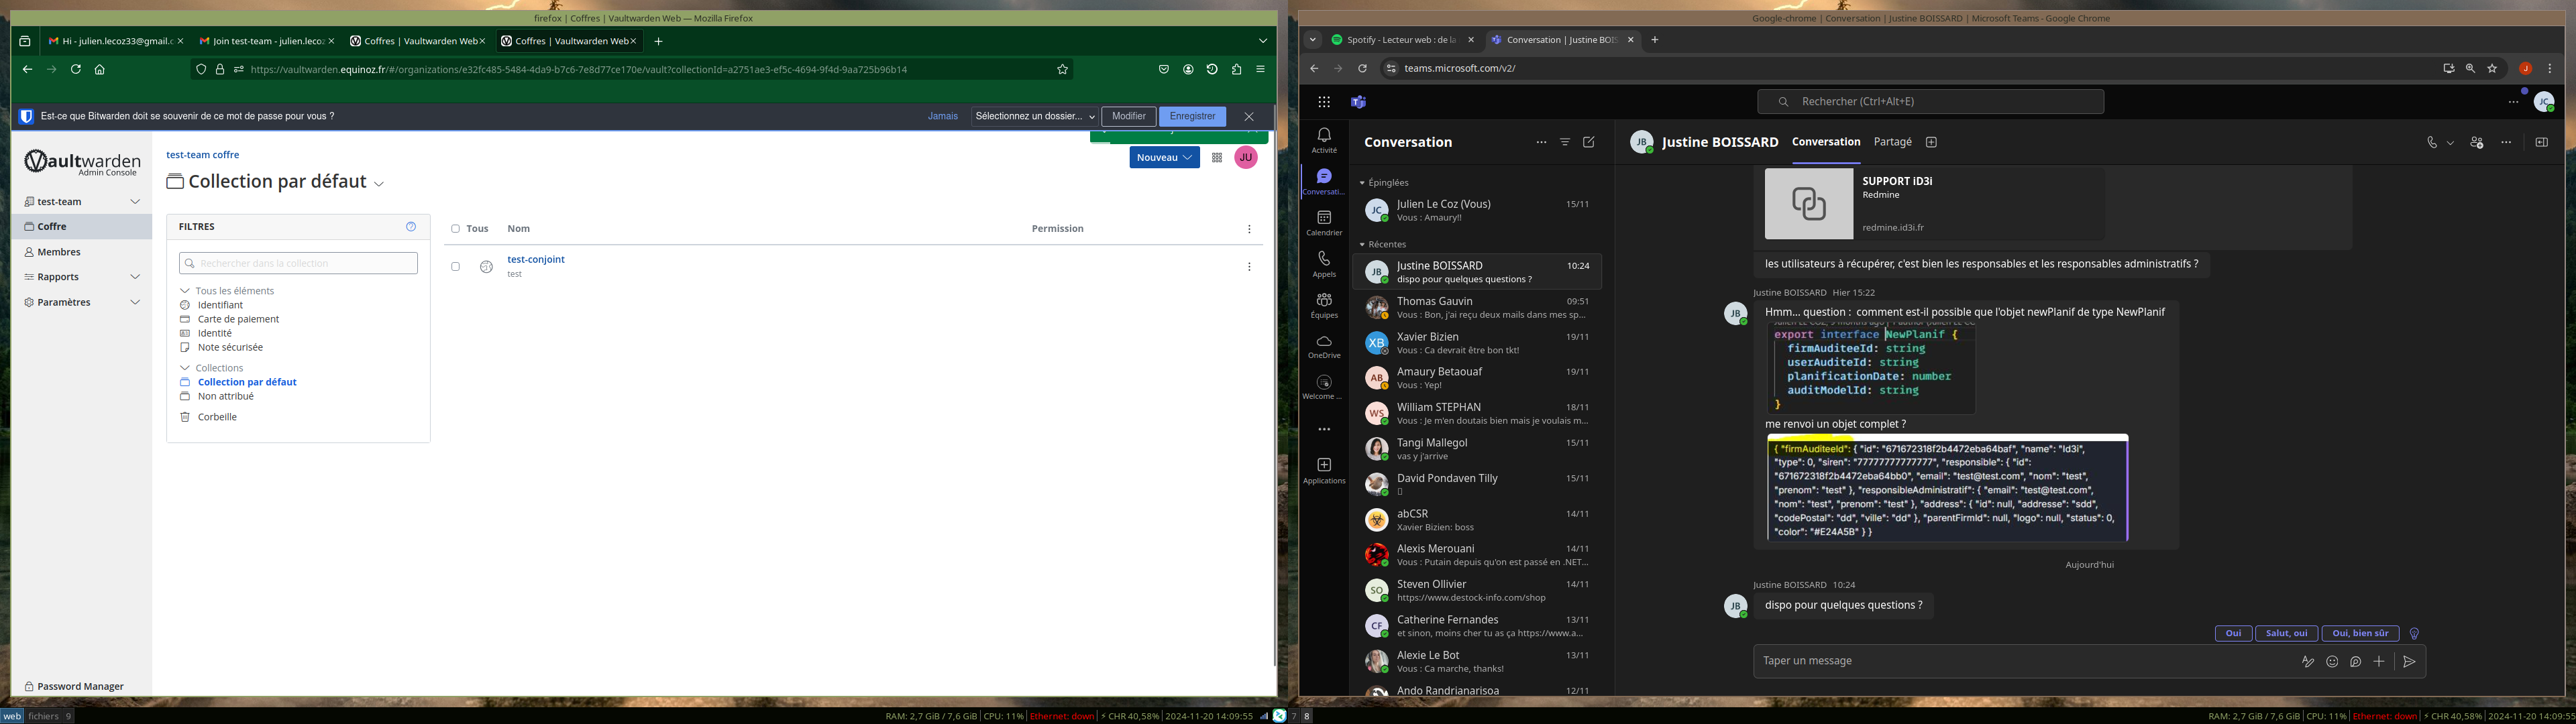 firefox | Coffres | Vaultwarden Web — Mozilla Firefox
Hi - julien.lecoz33@gmail.c
Join test-team - julien.lecoz
Coffres | Vaultwarden Web
Coffres | Vaultwarden Web
https://vaultwarden.equinoz.fr/#/organizations/e32fc485-5484-4da9-b7c6-7e8d77ce170e/vault?collectionId=a2751ae3-ef5c-4694-9f4d-9aa725b96b14
Est-ce que Bitwarden doit se souvenir de ce mot de passe pour vous ?
Jamais
Sélectionnez un dossier...
Modifier
Enregistrer
Vaultwarden
Admin Console
test-team
Coffre
Membres
Rapports
Paramètres
Password Manager
test-team coffre
Collection par défaut
Nouveau
JU
FILTRES
Rechercher dans la collection
Tous les éléments
Identifiant
Carte de paiement
Identité
Note sécurisée
Collections
Collection par défaut
Non attribué
Corbeille
Tous
Nom
Permission
test-conjoint
test
web
fichiers
9
RAM: 2,7 GiB / 7,6 GiB | CPU: 11% | Ethernet: down | ⚡ CHR 40,58% | 2024-11-20 14:09:55
Google-chrome | Conversation | Justine BOISSARD | Microsoft Teams - Google Chrome
Spotify - Lecteur web : de la
Conversation | Justine BOIS
teams.microsoft.com/v2/
J
Rechercher (Ctrl+Alt+E)
JC
Activité
Conversati...
Calendrier
Appels
Équipes
OneDrive
Welcome ...
Applications
Conversation
Épinglées
JC
Julien Le Coz (Vous) 15/11
Vous : Amaury!!
Récentes
JB
Justine BOISSARD 10:24
dispo pour quelques questions ?
Thomas Gauvin 09:51
Vous : Bon, j'ai reçu deux mails dans mes sp...
XB
Xavier Bizien 19/11
Vous : Ca devrait être bon tkt!
AB
Amaury Betaouaf 19/11
Vous : Yep!
WS
William STEPHAN 18/11
Vous : Je m'en doutais bien mais je voulais m...
Tangi Mallegol 15/11
vas y j'arrive
David Pondaven Tilly 15/11
abCSR 14/11
Xavier Bizien: boss
Alexis Merouani 14/11
Vous : Putain depuis qu'on est passé en .NET...
SO
Steven Ollivier 14/11
https://www.destock-info.com/shop
CF
Catherine Fernandes 13/11
et sinon, moins cher tu as ça https://www.a...
Alexie Le Bot 13/11
Vous : Ca marche, thanks!
Ando Randrianarisoa 12/11
JB
Justine BOISSARD
Conversation
Partagé
SUPPORT iD3i
Redmine
redmine.id3i.fr
les utilisateurs à récupérer, c'est bien les responsables et les responsables administratifs ?
Justine BOISSARD Hier 15:22
JB
Hmm... question : comment est-il possible que l'objet newPlanif de type NewPlanif
export interface NewPlanif {
firmAuditeeId: string
userAuditeId: string
planificationDate: number
auditModelId: string
}
me renvoi un objet complet ?
{ "firmAuditeeId": { "id": "671672318f2b4472eba64baf", "name": "Id3i",
"type": 0, "siren": "77777777777777", "responsible": { "id":
"671672318f2b4472eba64bb0", "email": "test@test.com", "nom": "test",
"prenom": "test" }, "responsibleAdministratif": { "email": "test@test.com",
"nom": "test", "prenom": "test" }, "address": { "id": null, "addresse": "sdd",
"codePostal": "dd", "ville": "dd" }, "parentFirmId": null, "logo": null, "status": 0,
"color": "#E24A5B" } }
Aujourd'hui
Justine BOISSARD 10:24
JB
dispo pour quelques questions ?
Oui
Salut, oui
Oui, bien sûr
Taper un message
7
8
RAM: 2,7 GiB / 7,6 GiB | CPU: 11% | Ethernet: down | ⚡ CHR 40,58% | 2024-11-20 14:09:5